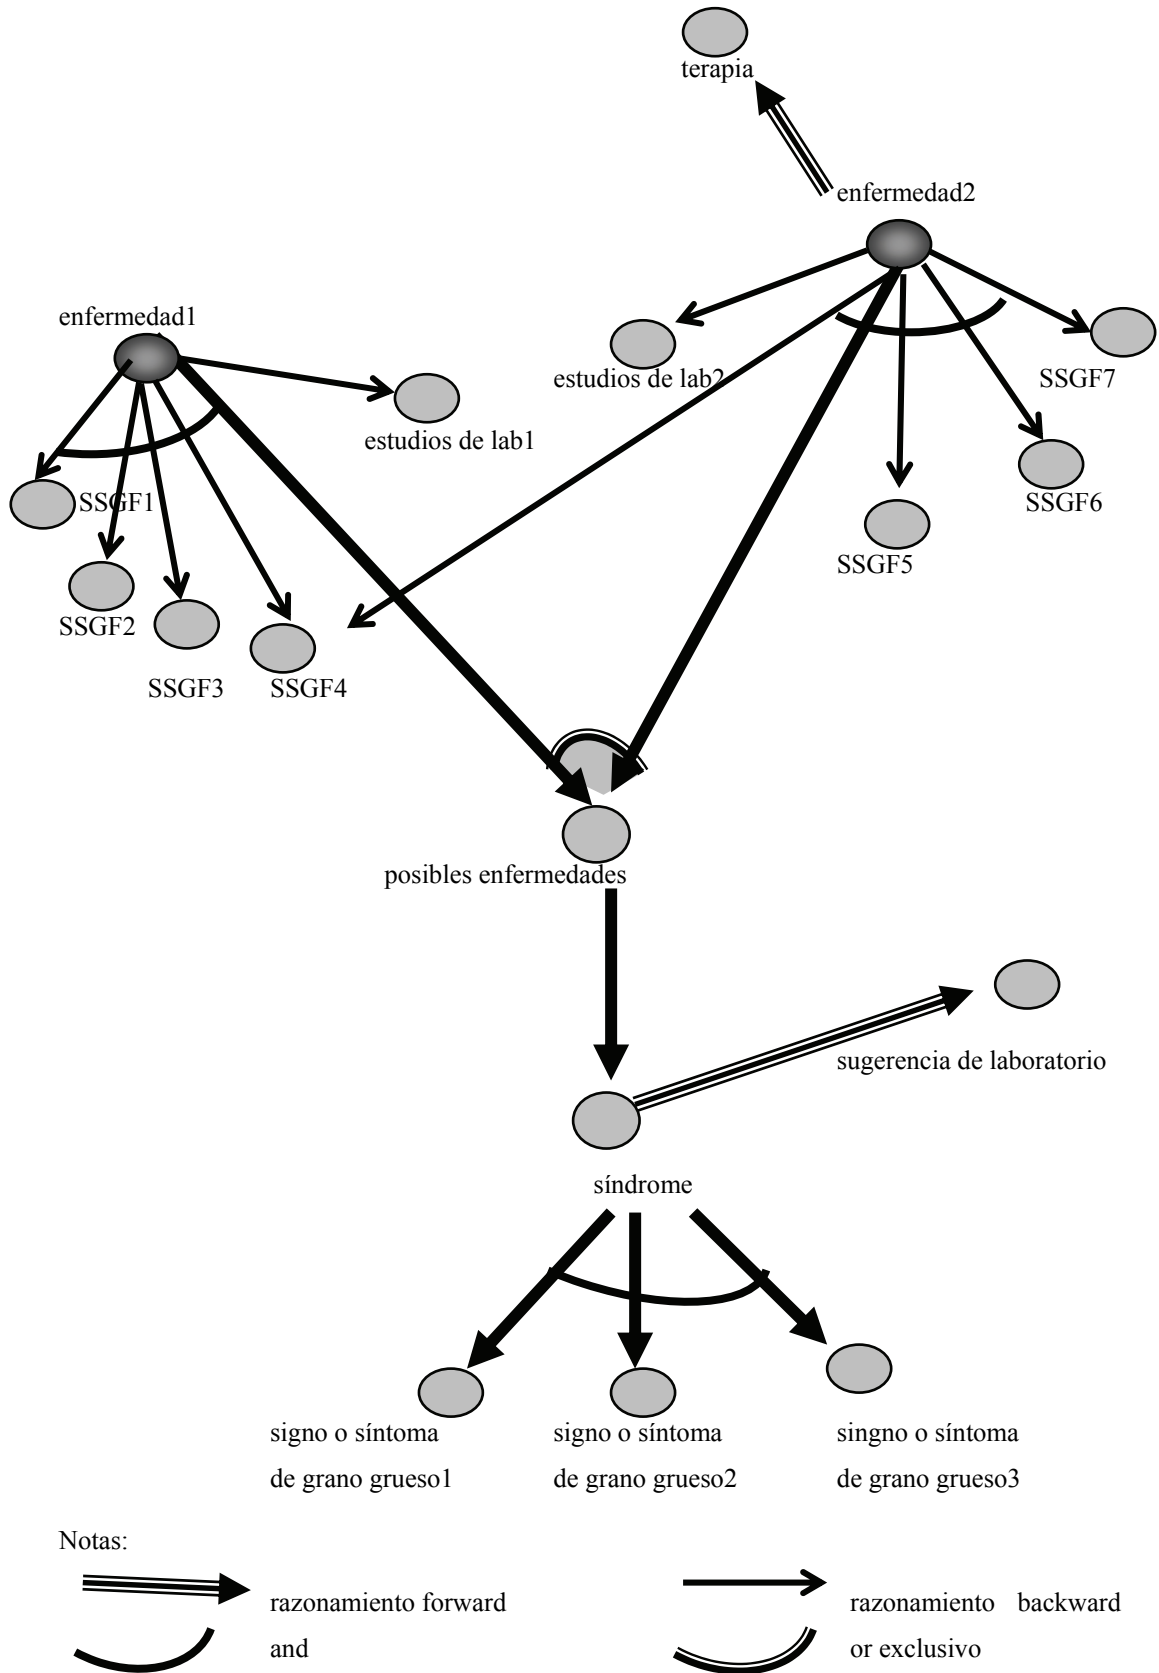 terapia
enfermedad2
enfermedad1
estudios de lab2
SSGF7
estudios de lab1
SSGF1
SSGF6
SSGF5
SSGF2
SSGF3
SSGF4
posibles enfermedades
sugerencia de laboratorio
síndrome
signo o síntoma
de grano grueso1
signo o síntoma
de grano grueso2
singno o síntoma
de grano grueso3
Notas:
razonamiento forward
and
razonamiento backward
or exclusivo